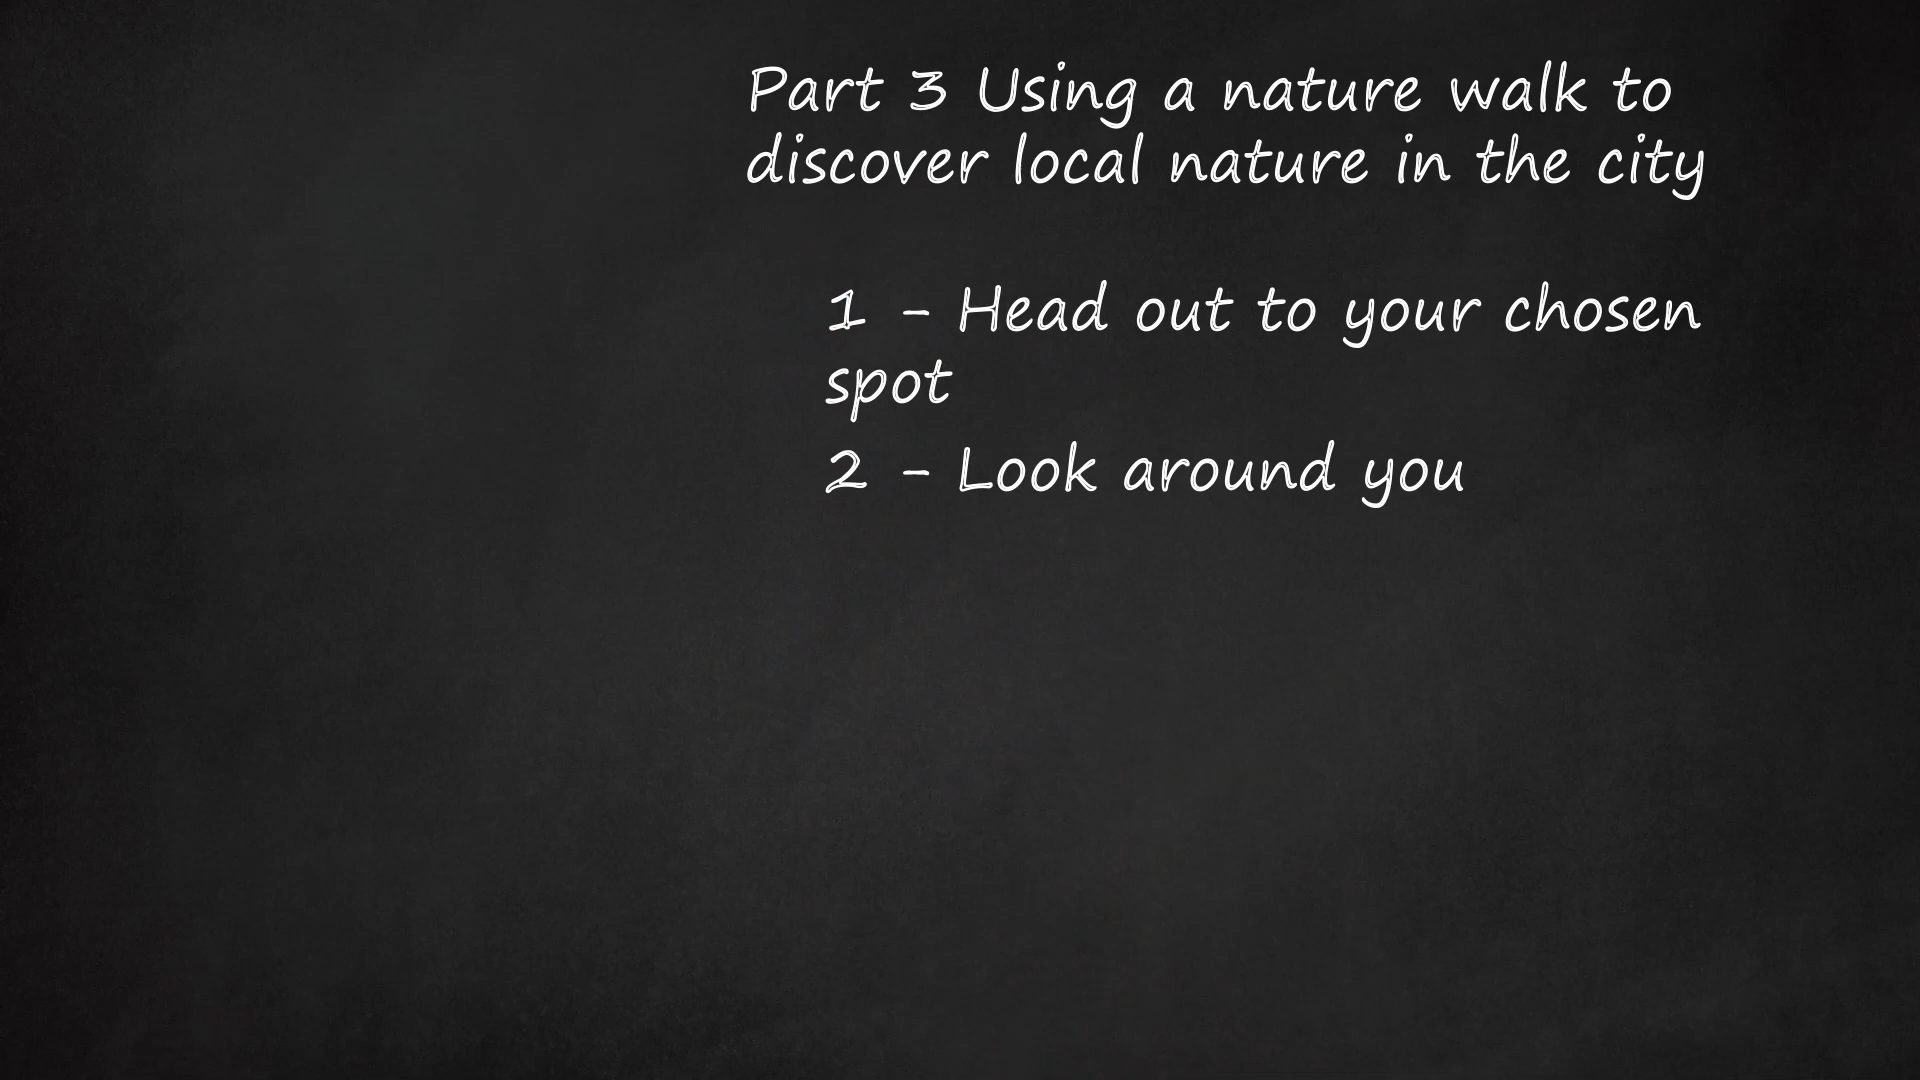 Part 3 Using a nature walk to
discover local nature in the city
1 - Head out to your chosen
spot
2 - Look around you